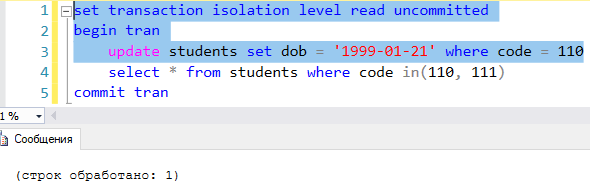 1 set transaction isolation level read uncommitted
2 begin tran
3 update students set dob = '1999-01-21' where code = 110
4 select * from students where code in(110, 111)
5 commit tran
1 %
Сообщения
(строк обработано: 1)